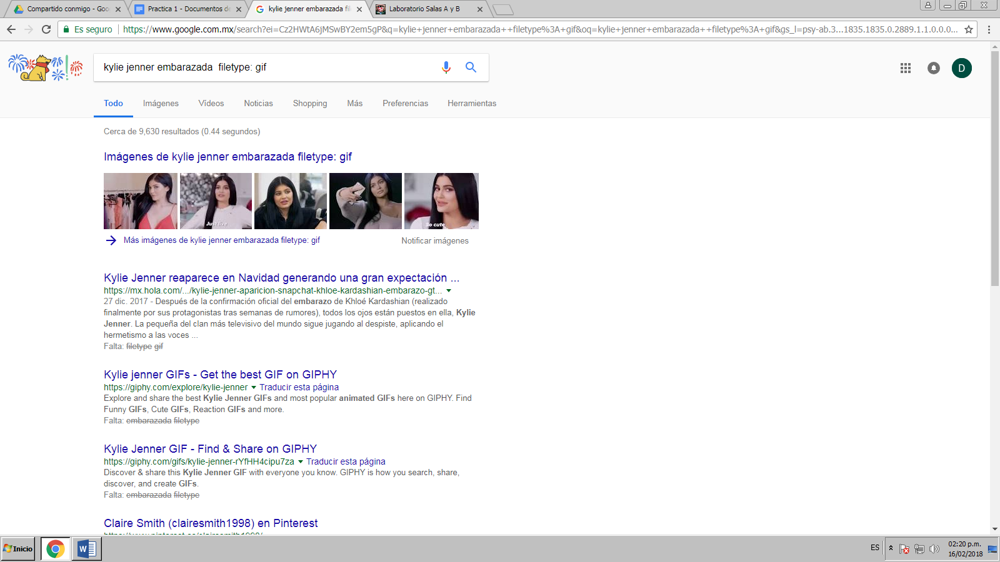 Compartido conmigo - Goo
Practica 1 - Documentos de
kylie jenner embarazada fil
Laboratorio Salas A y B
Es seguro
https://www.google.com.mx/search?ei=Cz2HWtA6jMSwBY2em5gP&q=kylie+jenner+embarazada++filetype%3A+gif&oq=kylie+jenner+embarazada++filetype%3A+gif&gs_l=psy-ab.3...1835.1835.0.2889.1.1.0.0.0...
kylie jenner embarazada  filetype: gif
D
Todo Imágenes Vídeos Noticias Shopping Más Preferencias Herramientas
Cerca de 9,630 resultados (0.44 segundos)
Imágenes de kylie jenner embarazada filetype: gif
Just live
So cute
Más imágenes de kylie jenner embarazada filetype: gif
Notificar imágenes
Kylie Jenner reaparece en Navidad generando una gran expectación ...
https://mx.hola.com/.../kylie-jenner-aparicion-snapchat-khloe-kardashian-embarazo-gt...
27 dic. 2017 - Después de la confirmación oficial del embarazo de Khloé Kardashian (realizado
finalmente por sus protagonistas tras semanas de rumores), todos los ojos están puestos en ella, Kylie
Jenner. La pequeña del clan más televisivo del mundo sigue jugando al despiste, aplicando el
hermetismo a las voces ...
Falta: filetype gif
Kylie jenner GIFs - Get the best GIF on GIPHY
https://giphy.com/explore/kylie-jenner Traducir esta página
Explore and share the best Kylie Jenner GIFs and most popular animated GIFs here on GIPHY. Find
Funny GIFs, Cute GIFs, Reaction GIFs and more.
Falta: embarazada filetype
Kylie Jenner GIF - Find & Share on GIPHY
https://giphy.com/gifs/kylie-jenner-rYfHH4cipu7za Traducir esta página
Discover & share this Kylie Jenner GIF with everyone you know. GIPHY is how you search, share,
discover, and create GIFs.
Falta: embarazada filetype
Claire Smith (clairesmith1998) en Pinterest
https://www.pinterest.es/clairesmith1998/
Inicio
ES
02:20 p.m.
16/02/2018